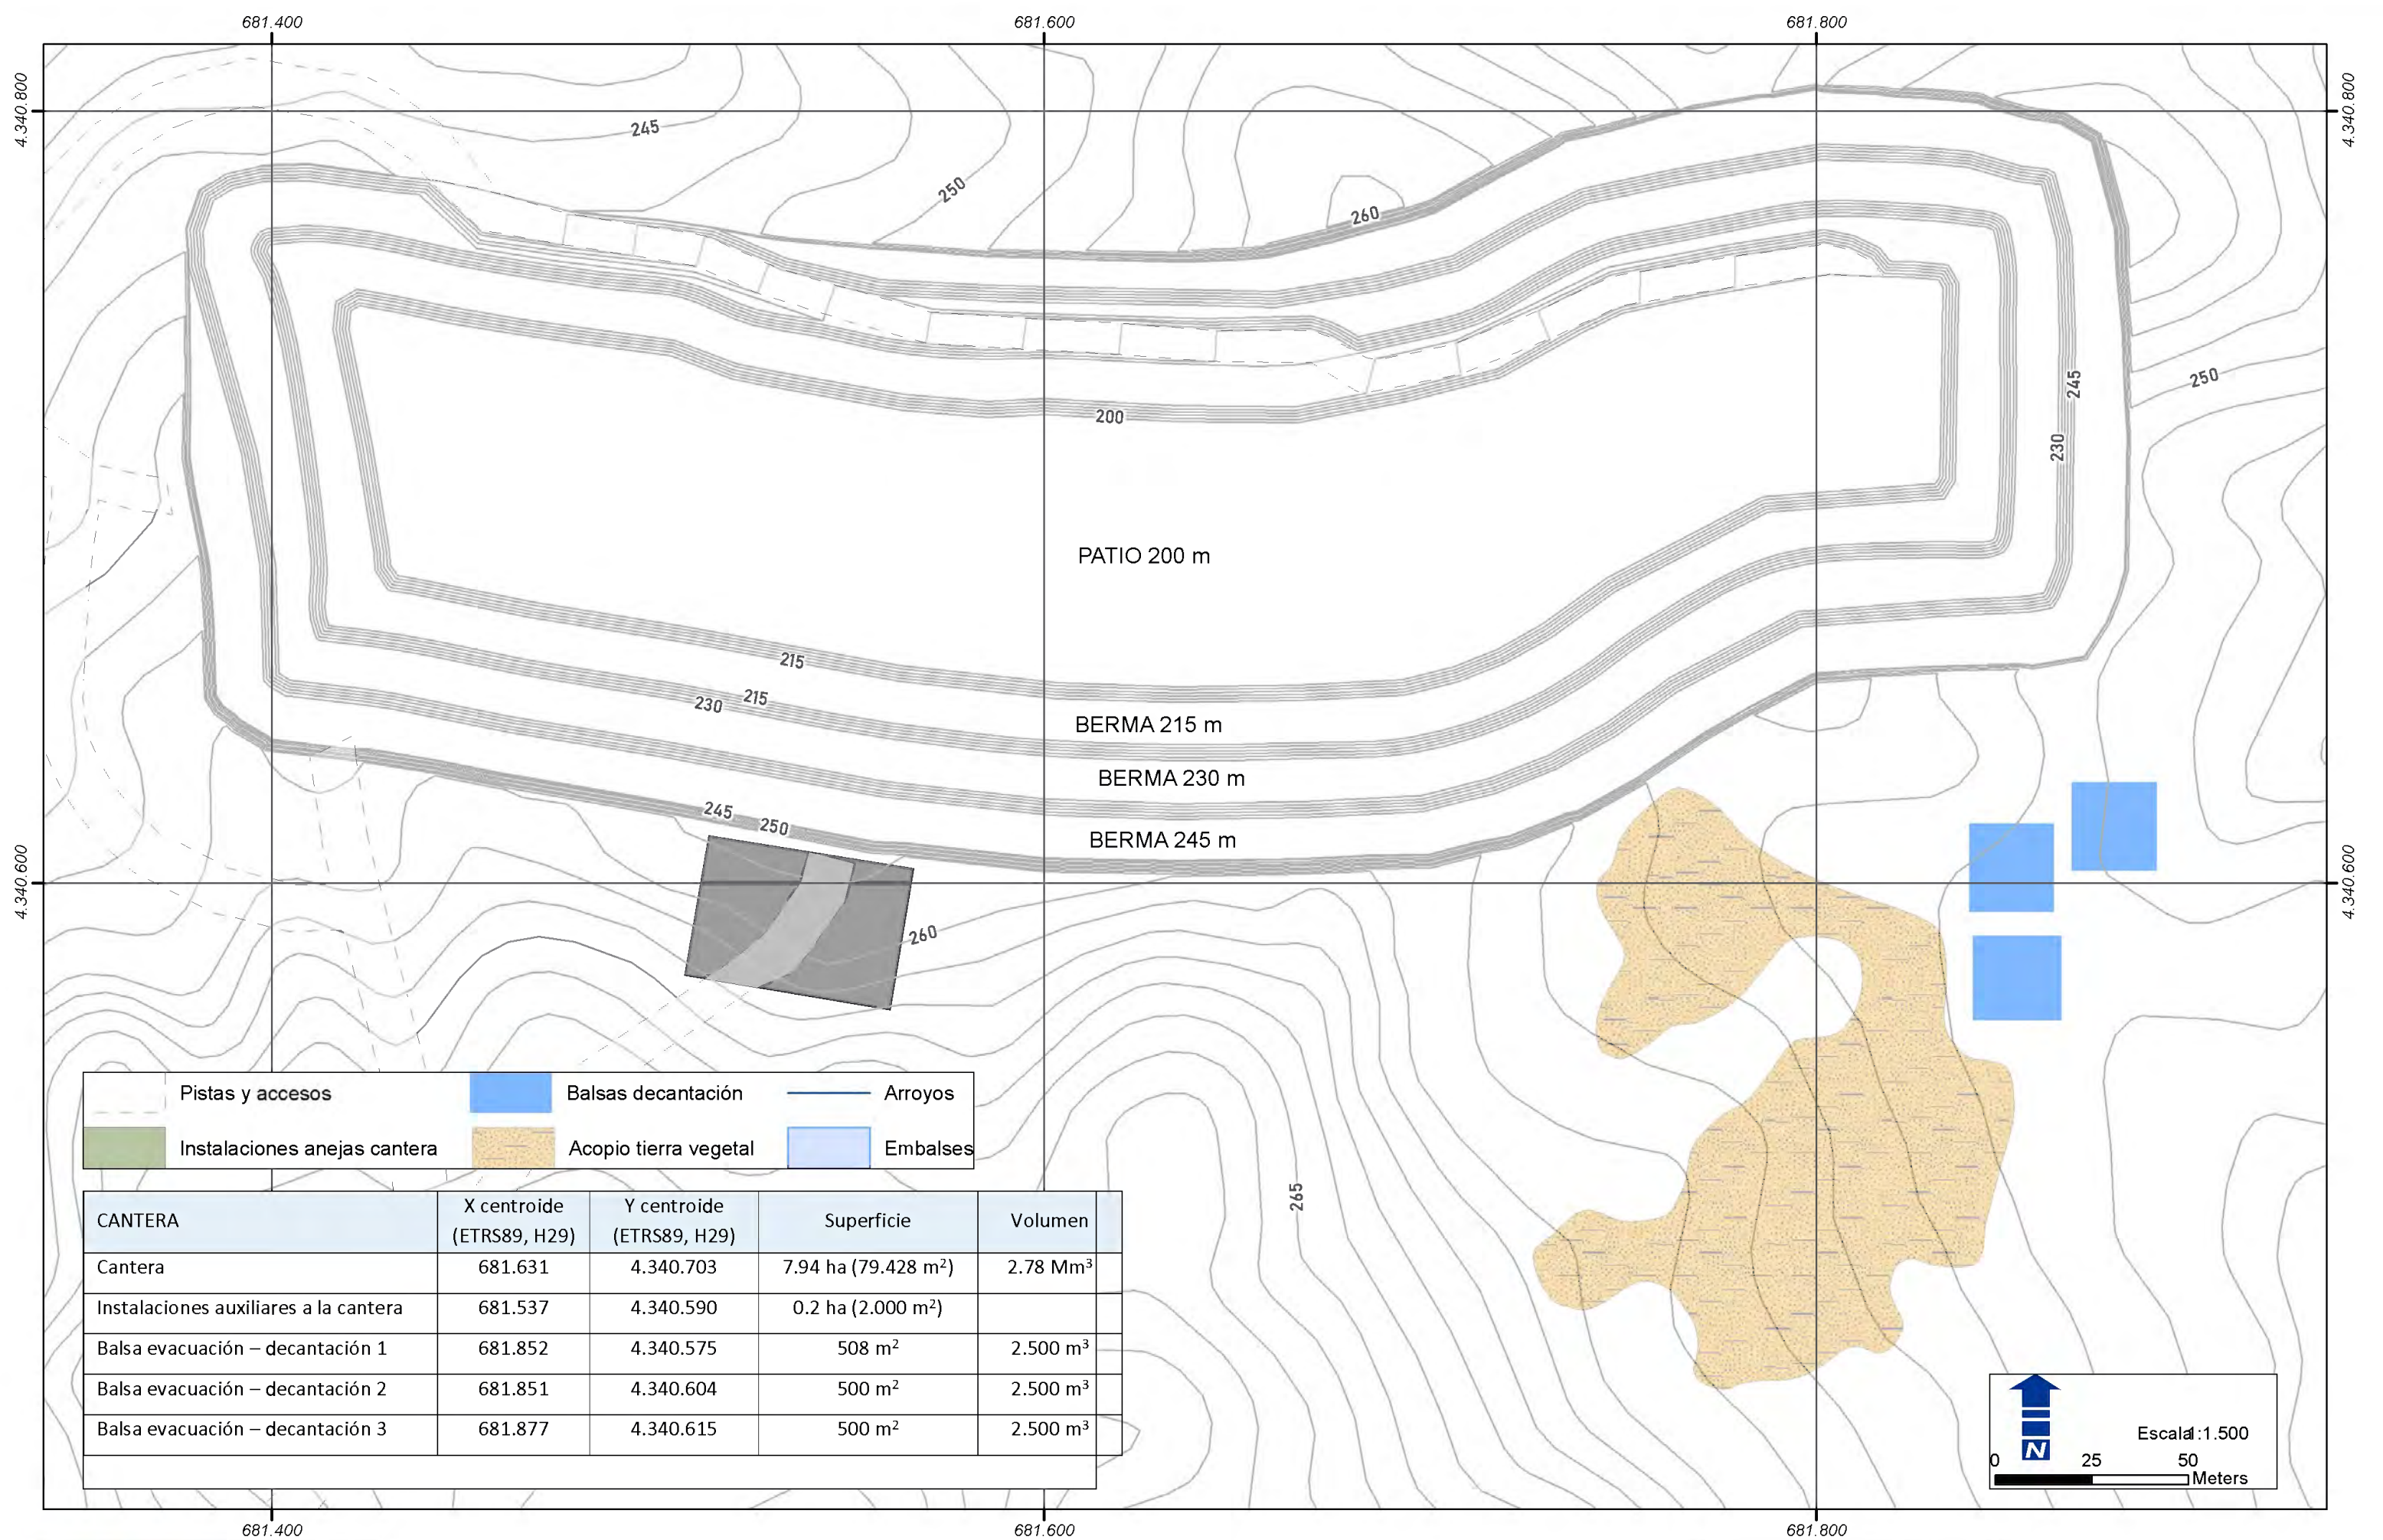 681.400 681.600 681.800
4.340.800 4.340.800
245
250
260
250
245
230
200
PATIO 200 m
215
215
230
BERMA 215 m
BERMA 230 m
245
250
BERMA 245 m
4.340.600 4.340.600
260
265
Pistas y accesos Balsas decantación Arroyos
Instalaciones anejas cantera Acopio tierra vegetal Embalses
CANTERA X centroide (ETRS89, H29) Y centroide (ETRS89, H29) Superficie Volumen
Cantera 681.631 4.340.703 7.94 ha (79.428 m²) 2.78 Mm³
Instalaciones auxiliares a la cantera 681.537 4.340.590 0.2 ha (2.000 m²)
Balsa evacuación – decantación 1 681.852 4.340.575 508 m² 2.500 m³
Balsa evacuación – decantación 2 681.851 4.340.604 500 m² 2.500 m³
Balsa evacuación – decantación 3 681.877 4.340.615 500 m² 2.500 m³
N
Escala1:1.500
0 25 50
Meters
681.400 681.600 681.800